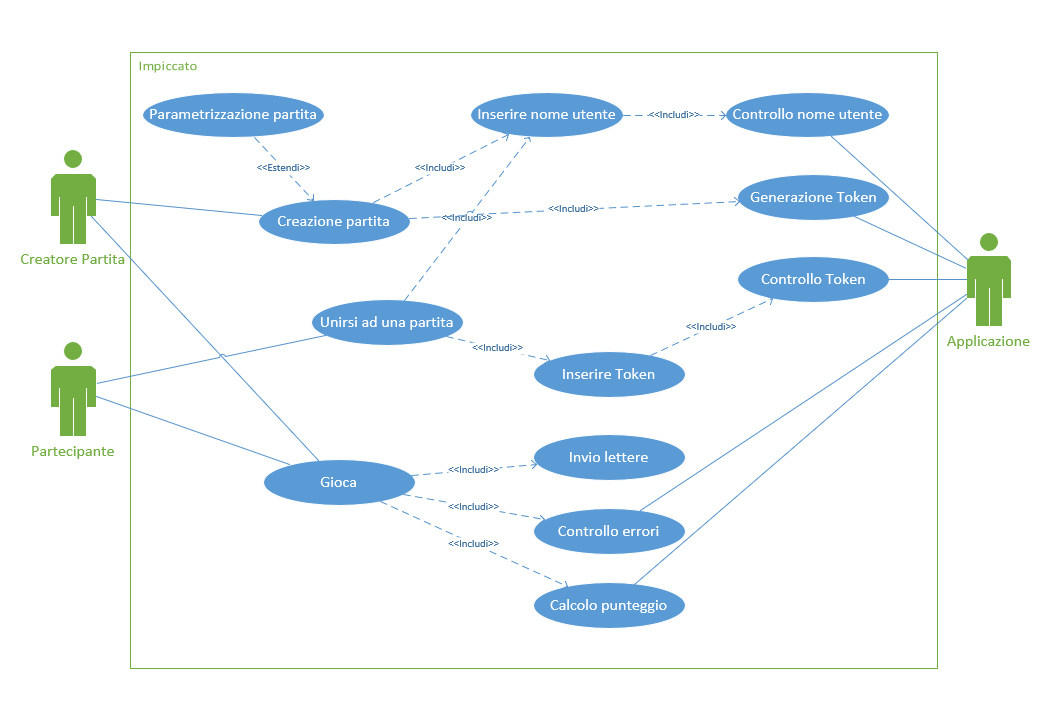 Impiccato
Parametrizzazione partita
Inserire nome utente
<<Includi>>
Controllo nome utente
<<Estendi>>
<<Includi>>
Creazione partita
<<Includi>>
<<Includi>>
Generazione Token
Creatore Partita
Controllo Token
Unirsi ad una partita
<<Includi>>
<<Includi>>
Applicazione
Inserire Token
Partecipante
Gioca
<<Includi>>
Invio lettere
<<Includi>>
Controllo errori
<<Includi>>
Calcolo punteggio